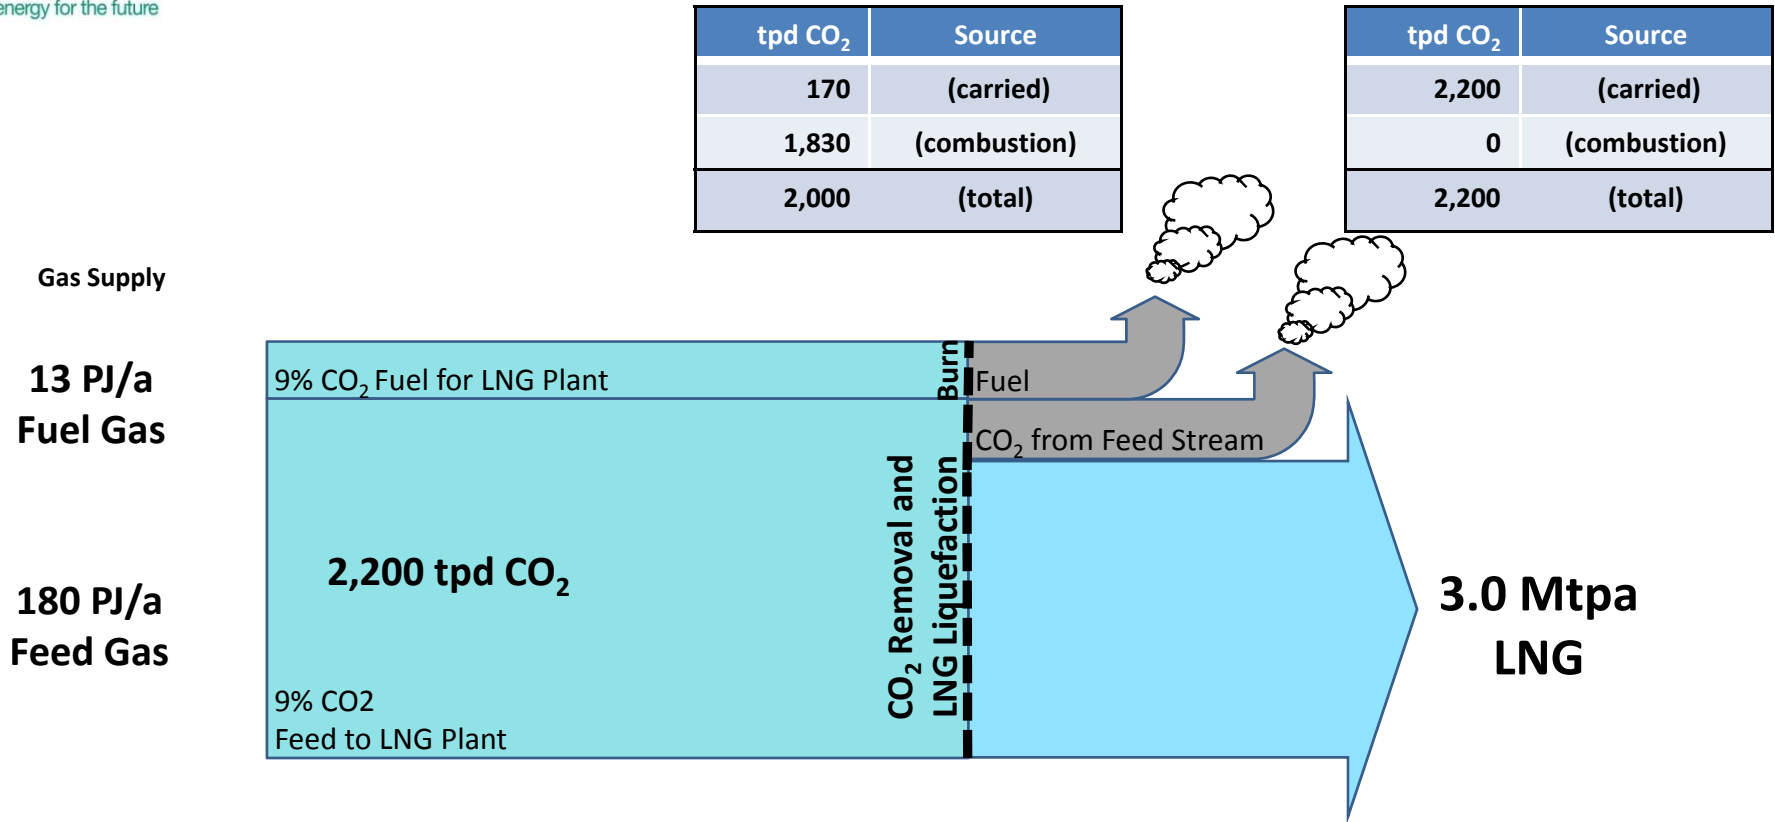 energy for the future
tpd CO₂ Source
170 (carried)
1,830 (combustion)
2,000 (total)
tpd CO₂ Source
2,200 (carried)
0 (combustion)
2,200 (total)
Gas Supply
13 PJ/a
Fuel Gas
9% CO₂ Fuel for LNG Plant
Burn
Fuel
CO₂ from Feed Stream
CO₂ Removal and
LNG Liquefaction
2,200 tpd CO₂
180 PJ/a
Feed Gas
3.0 Mtpa
LNG
9% CO2
Feed to LNG Plant